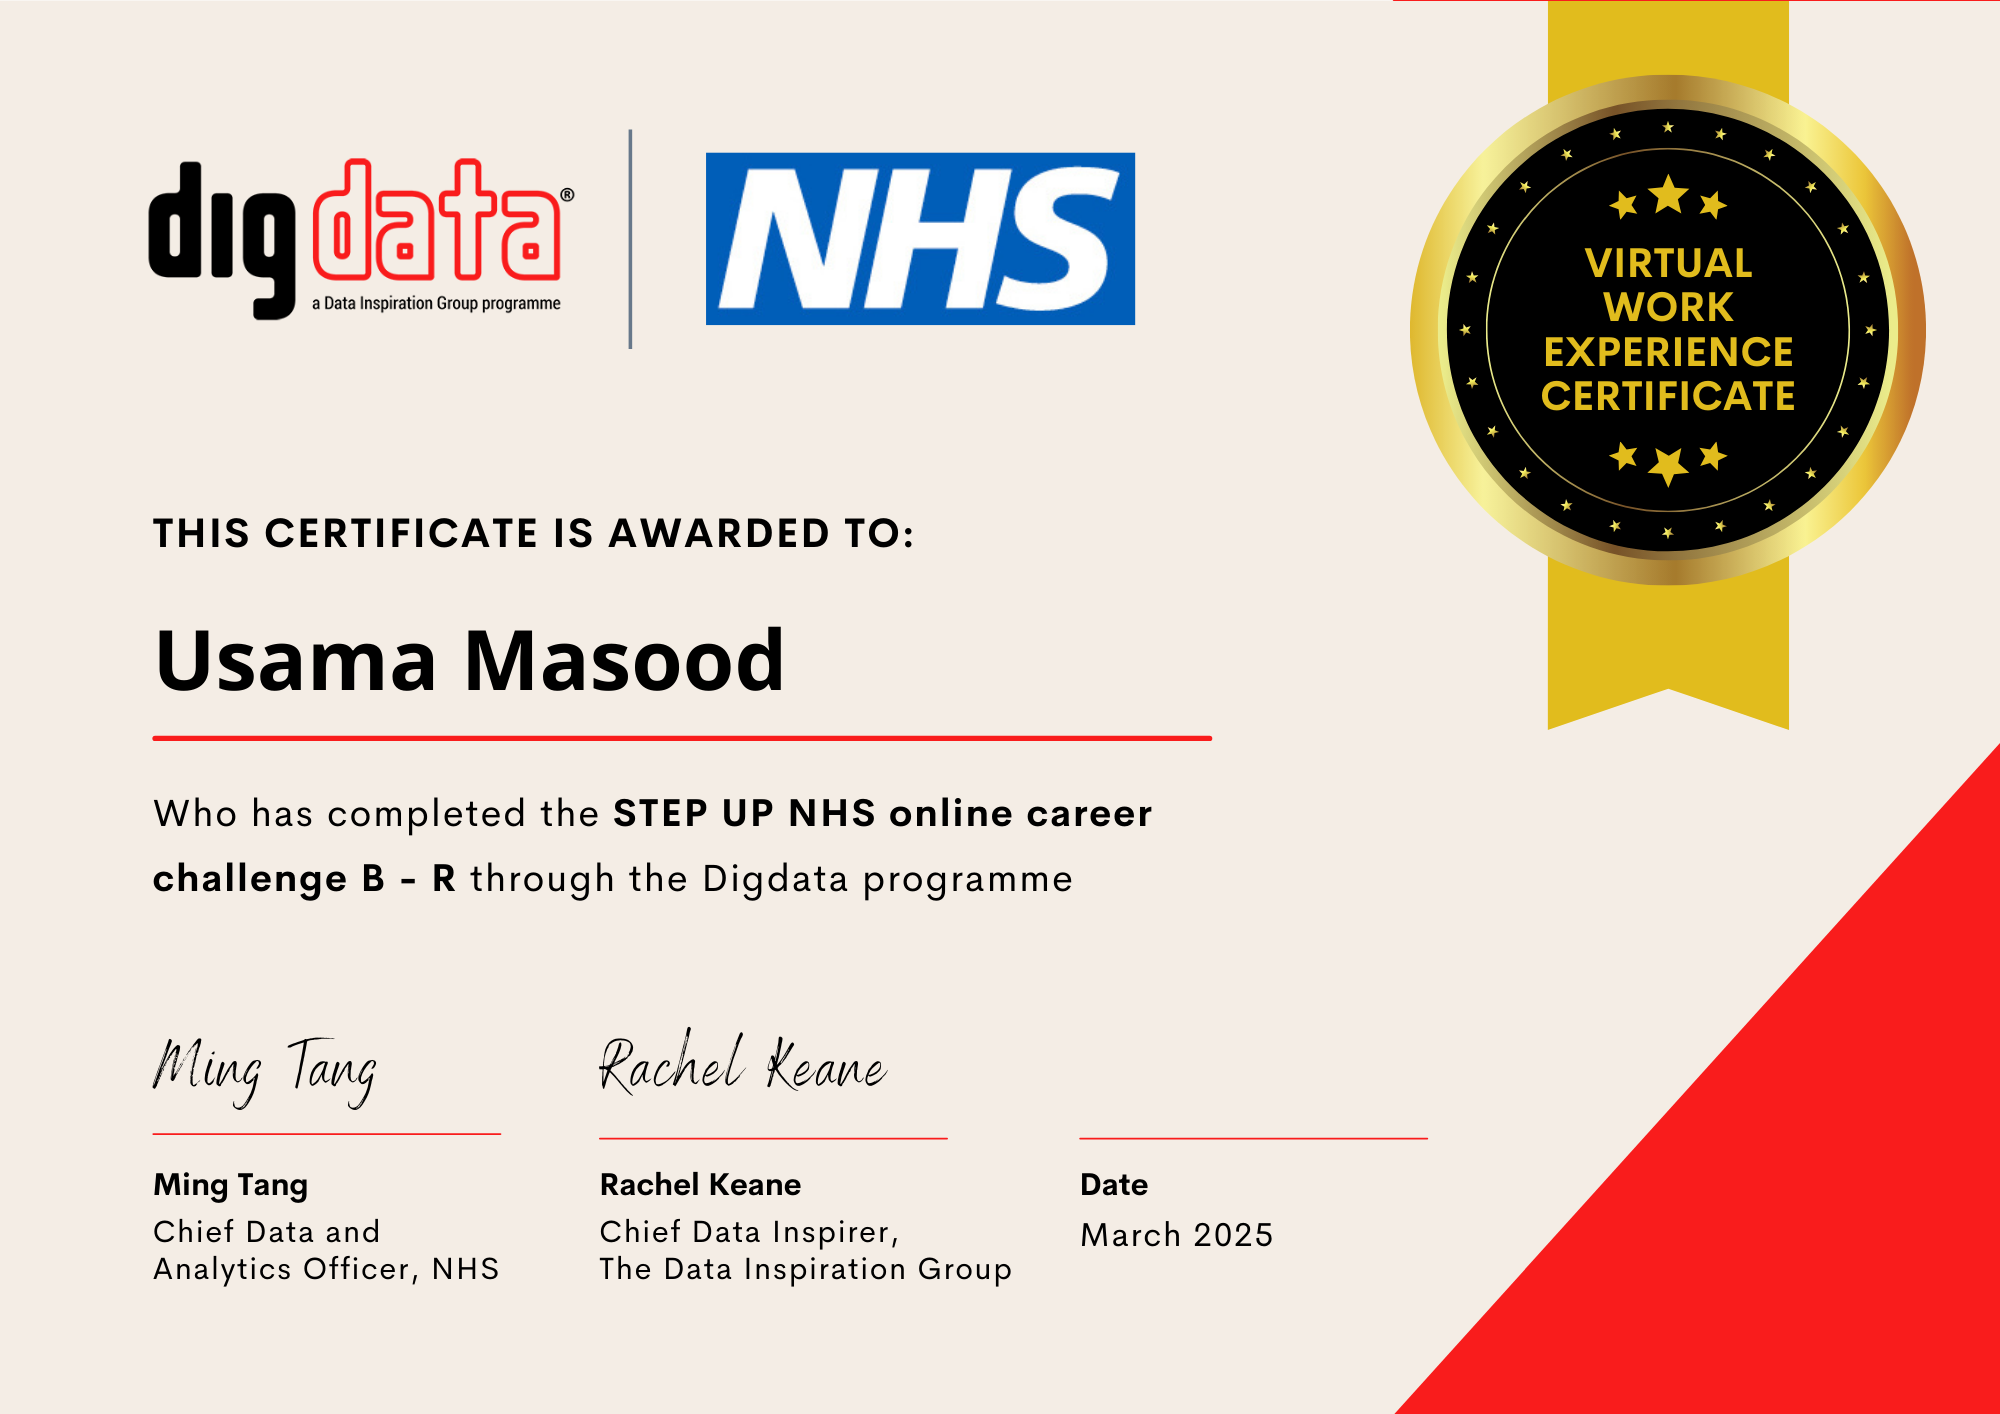 digdata®
a Data Inspiration Group programme
NHS
VIRTUAL
WORK
EXPERIENCE
CERTIFICATE
THIS CERTIFICATE IS AWARDED TO:
Usama Masood
Who has completed the STEP UP NHS online career
challenge B - R through the Digdata programme
Ming Tang
Rachel Keane
Ming Tang
Chief Data and
Analytics Officer, NHS
Rachel Keane
Chief Data Inspirer,
The Data Inspiration Group
Date
March 2025